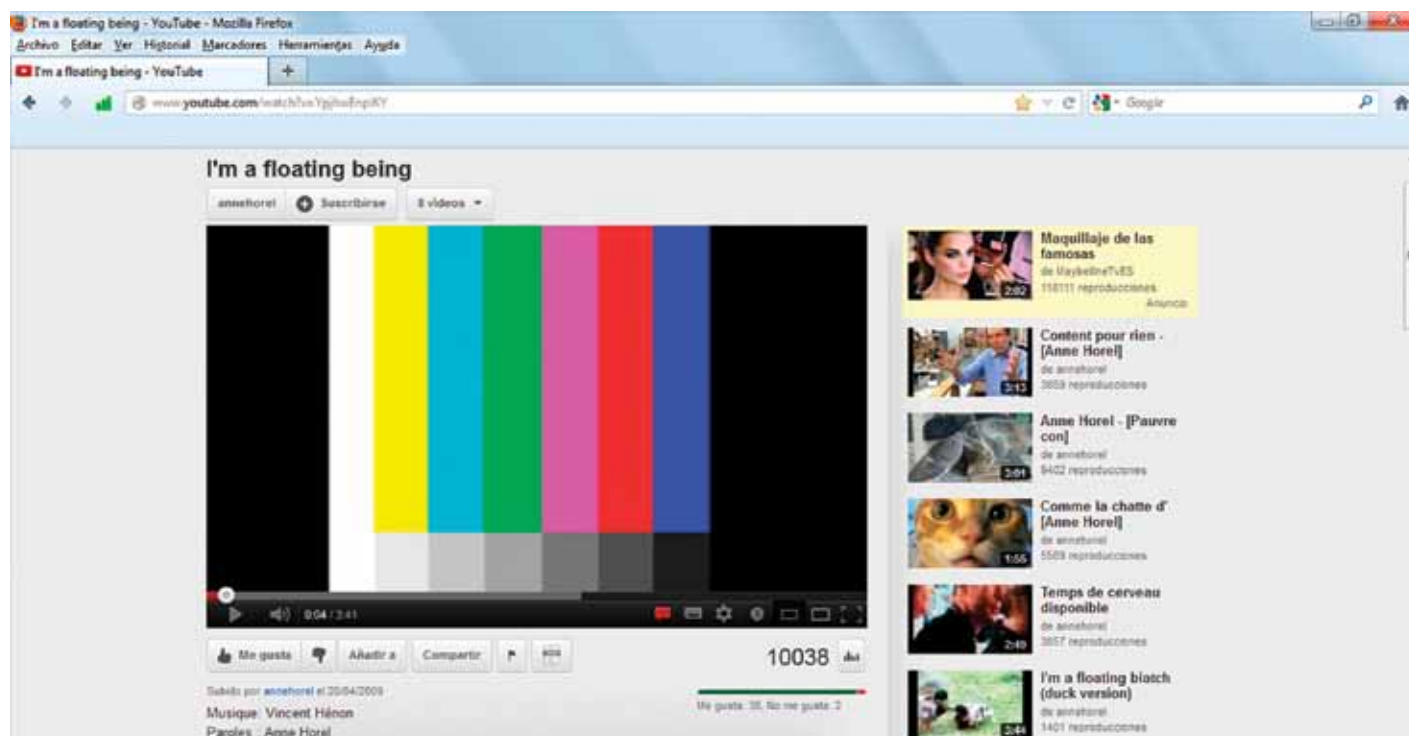 I'm a floating being - YouTube - Mozilla Firefox
Archivo Editar Ver Historial Marcadores Herramientas Ayuda
I'm a floating being - YouTube +
www.youtube.com/watch?v= Google
I'm a floating being
annehorel Suscribirse 8 vídeos
Maquillaje de las
famosas
de MaybellineTvES
118111 reproducciones
Anuncio
2:02
Content pour rien -
[Anne Horel]
de annehorel
3659 reproducciones
3:13
Anne Horel - [Pauvre
con]
de annehorel
9402 reproducciones
3:01
Comme la chatte d'
[Anne Horel]
de annehorel
5569 reproducciones
1:55
Temps de cerveau
disponible
de annehorel
3857 reproducciones
2:49
I'm a floating biatch
(duck version)
de annehorel
1401 reproducciones
2:44
0:04 / 3:41
Me gusta Añadir a Compartir 10038
Subido por annehorel el 20/04/2009
Me gusta: 38, No me gusta: 2
Musique: Vincent Hénon
Paroles : Anne Horel